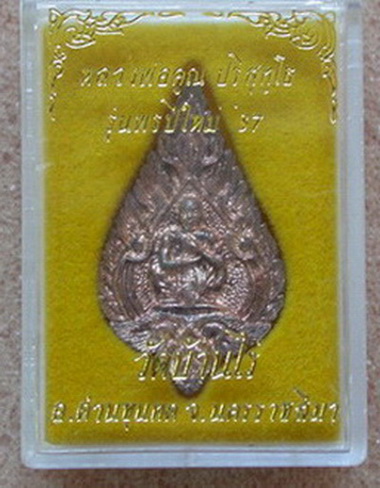 หลวงพ่อคูณ ปริสุทฺโธ
รุ่นพรปีใหม่ '๓๗
วัดบ้านไร่
อ.ด่านขุนทด จ.นครราชสีมา